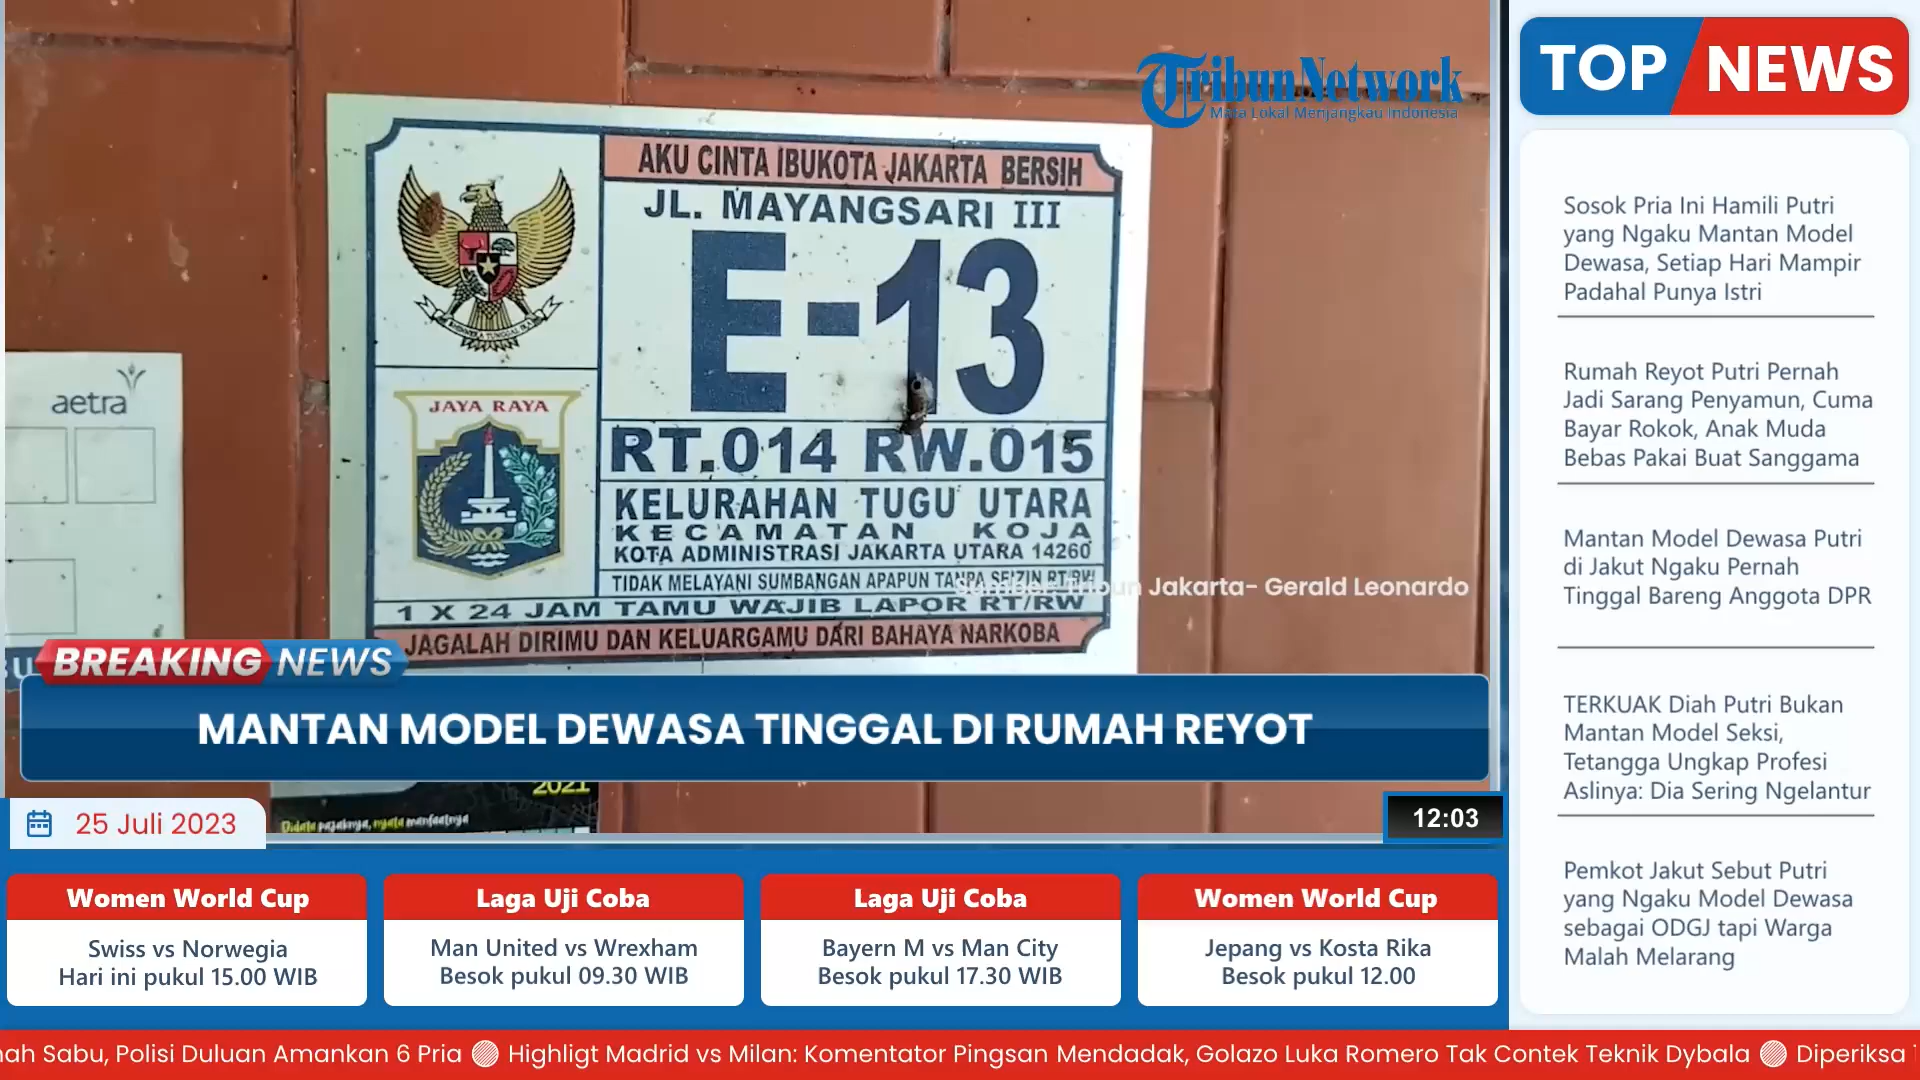 TribunNetwork
Mata Lokal Menjangkau Indonesia
AKU CINTA IBUKOTA JAKARTA BERSIH
JL. MAYANGSARI III
E-13
RT.014 RW.015
KELURAHAN TUGU UTARA
KECAMATAN KOJA
KOTA ADMINISTRASI JAKARTA UTARA 14260
TIDAK MELAYANI SUMBANGAN APAPUN TANPA SEIZIN RT/RW
1 X 24 JAM TAMU WAJIB LAPOR RT/RW
JAGALAH DIRIMU DAN KELUARGAMU DARI BAHAYA NARKOBA
BHINNEKA TUNGGAL IKA
JAYA RAYA
aetra
Sumber: Tribun Jakarta- Gerald Leonardo
BREAKING NEWS
MANTAN MODEL DEWASA TINGGAL DI RUMAH REYOT
2021
Didata pajaknya, nyata manfaatnya
25 Juli 2023
12:03
Women World Cup
Swiss vs Norwegia
Hari ini pukul 15.00 WIB
Laga Uji Coba
Man United vs Wrexham
Besok pukul 09.30 WIB
Laga Uji Coba
Bayern M vs Man City
Besok pukul 17.30 WIB
Women World Cup
Jepang vs Kosta Rika
Besok pukul 12.00
TOP NEWS
Sosok Pria Ini Hamili Putri
yang Ngaku Mantan Model
Dewasa, Setiap Hari Mampir
Padahal Punya Istri
Rumah Reyot Putri Pernah
Jadi Sarang Penyamun, Cuma
Bayar Rokok, Anak Muda
Bebas Pakai Buat Sanggama
Mantan Model Dewasa Putri
di Jakut Ngaku Pernah
Tinggal Bareng Anggota DPR
TERKUAK Diah Putri Bukan
Mantan Model Seksi,
Tetangga Ungkap Profesi
Aslinya: Dia Sering Ngelantur
Pemkot Jakut Sebut Putri
yang Ngaku Model Dewasa
sebagai ODGJ tapi Warga
Malah Melarang
Sabu, Polisi Duluan Amankan 6 Pria Highligt Madrid vs Milan: Komentator Pingsan Mendadak, Golazo Luka Romero Tak Contek Teknik Dybala Diperiksa